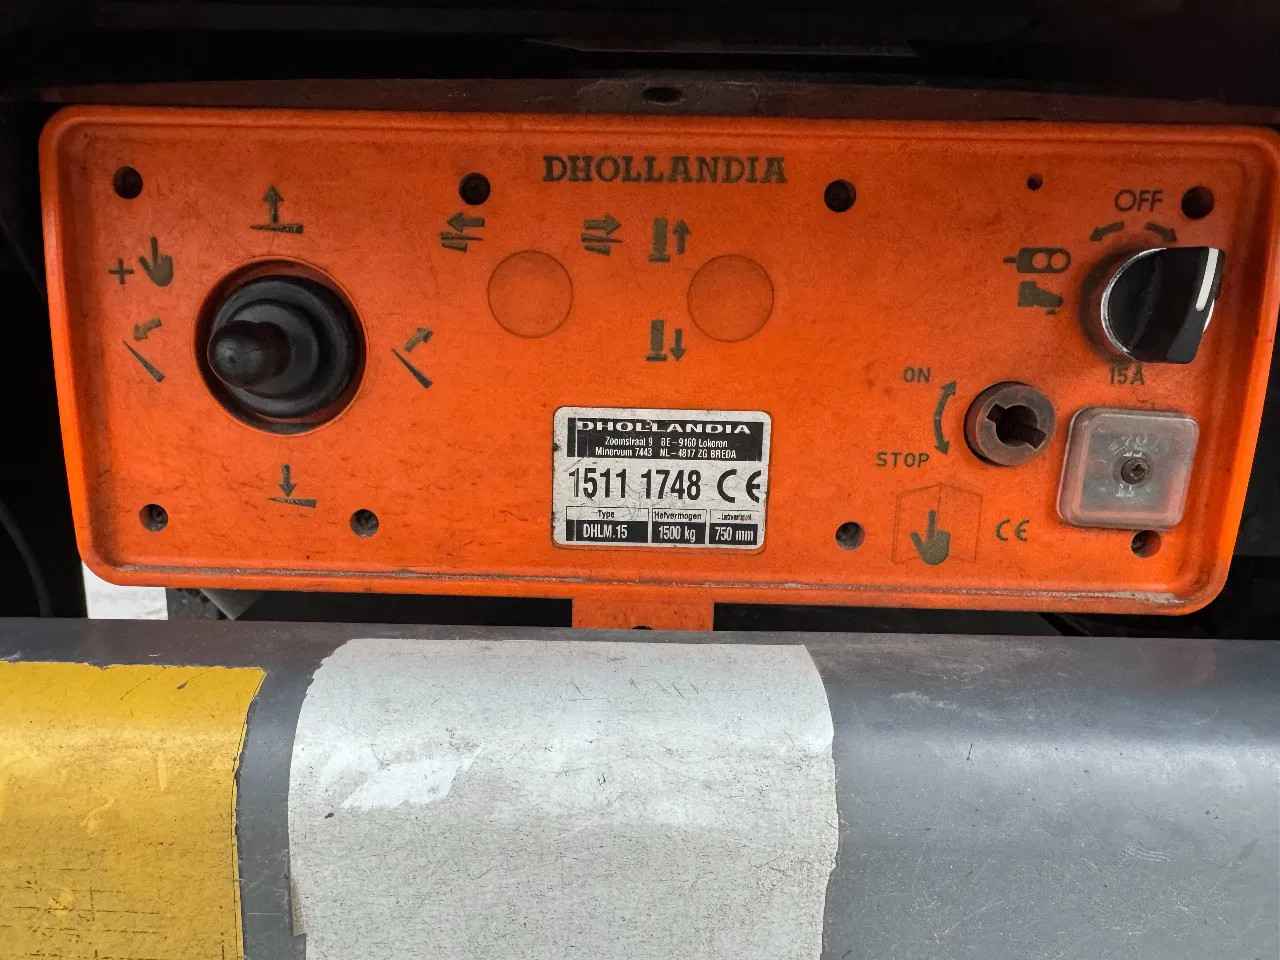 DHOLLANDIA
OFF
+
15A
ON
STOP
DHOLLANDIA
Zoomstraat 9 BE-9160 Lokeren
Minervum 7443 NL-4817 ZG BREDA
1511 1748 CE
Type Hefvermogen
DHLM.15 1500 kg 750 mm
CE